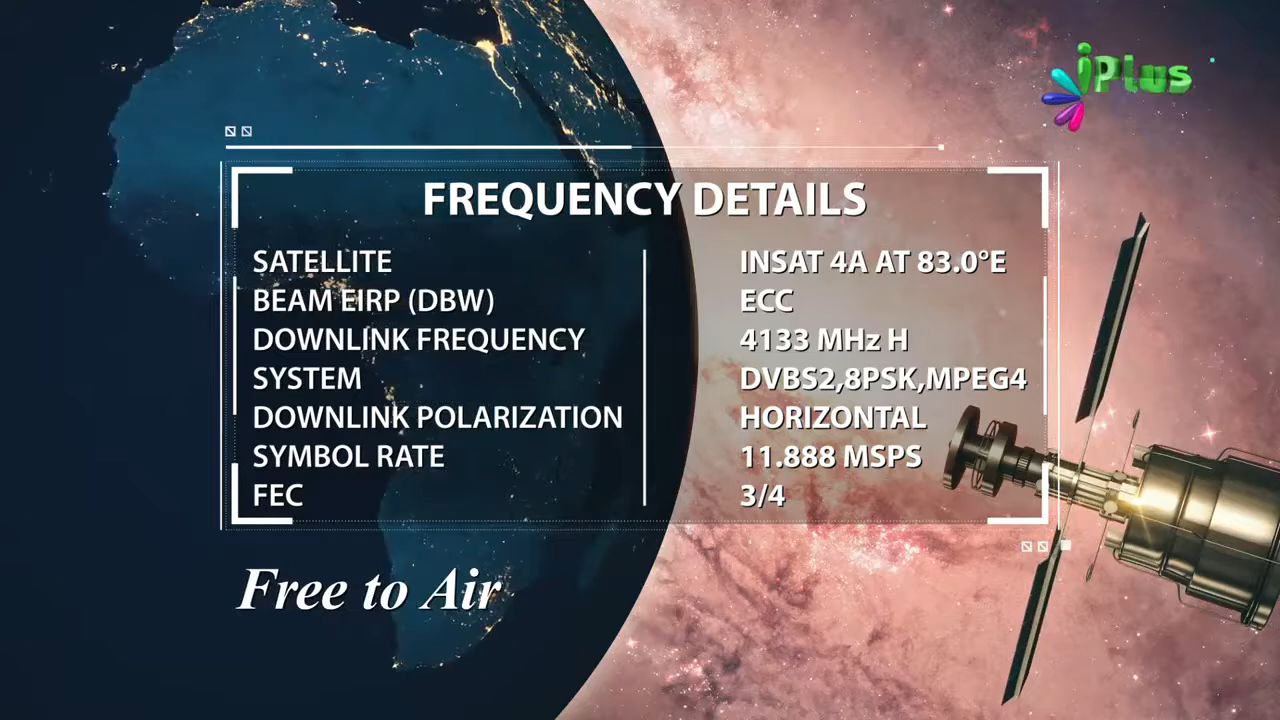 iPlus
FREQUENCY DETAILS
SATELLITE INSAT 4A AT 83.0°E
BEAM EIRP (DBW) ECC
DOWNLINK FREQUENCY 4133 MHz H
SYSTEM DVBS2,8PSK,MPEG4
DOWNLINK POLARIZATION HORIZONTAL
SYMBOL RATE 11.888 MSPS
FEC 3/4
Free to Air